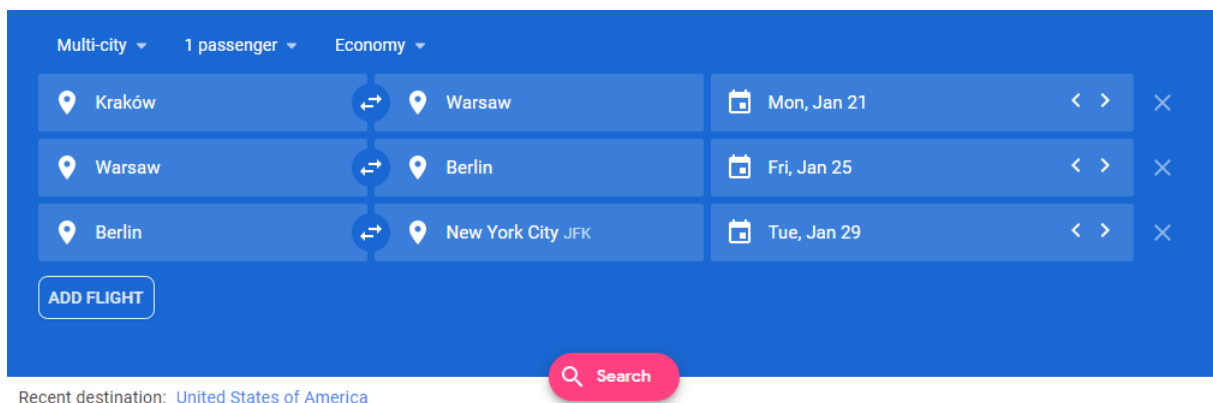 Multi-city 1 passenger Economy
Kraków Warsaw Mon, Jan 21
Warsaw Berlin Fri, Jan 25
Berlin New York City JFK Tue, Jan 29
ADD FLIGHT
Search
Recent destination: United States of America